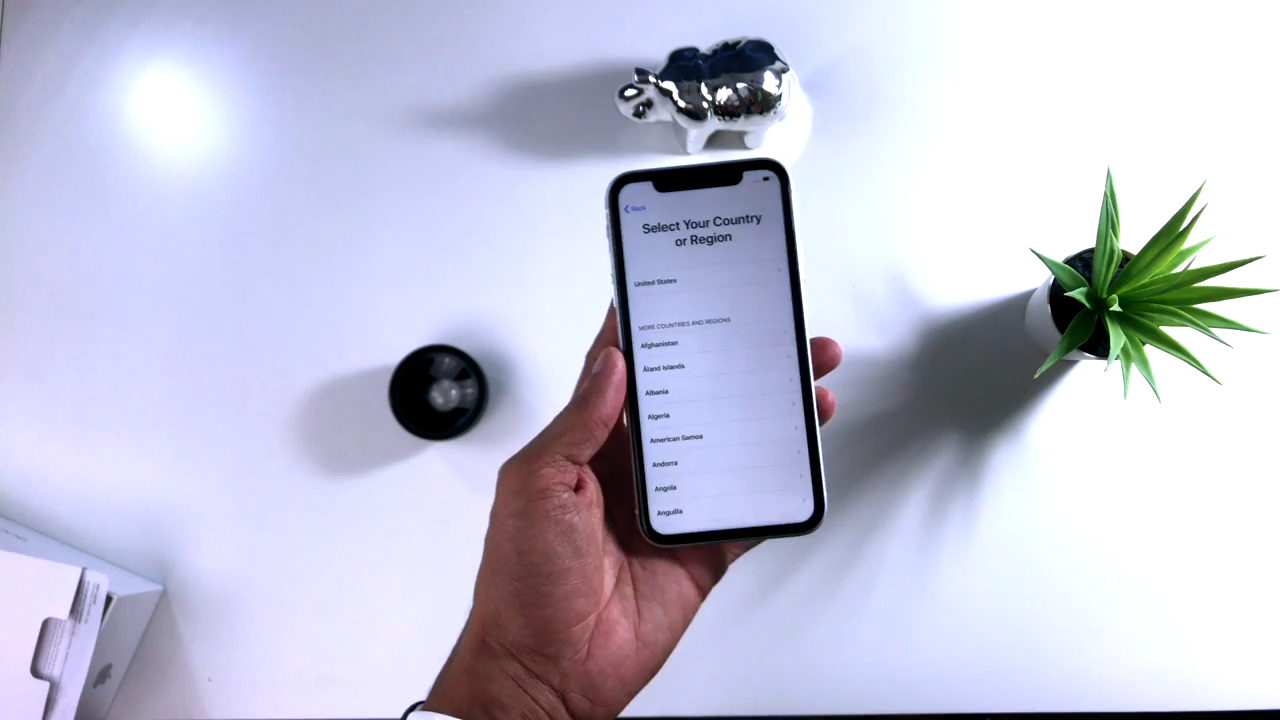 Back
Select Your Country
or Region
United States
MORE COUNTRIES AND REGIONS
Afghanistan
Åland Islands
Albania
Algeria
American Samoa
Andorra
Angola
Anguilla